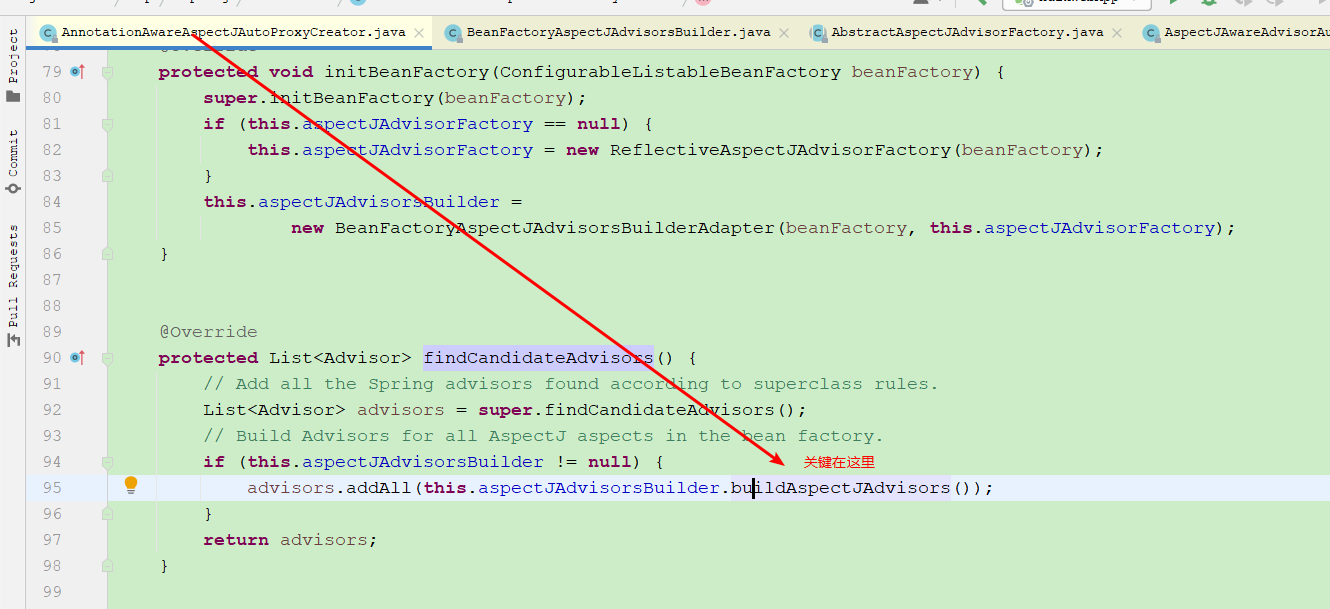 AnnotationAwareAspectJAutoProxyCreator.java BeanFactoryAspectJAdvisorsBuilder.java AbstractAspectJAdvisorFactory.java AspectJAwareAdvisorAu
Project
Commit
Pull Requests
79 protected void initBeanFactory(ConfigurableListableBeanFactory beanFactory) {
80 super.initBeanFactory(beanFactory);
81 if (this.aspectJAdvisorFactory == null) {
82 this.aspectJAdvisorFactory = new ReflectiveAspectJAdvisorFactory(beanFactory);
83 }
84 this.aspectJAdvisorsBuilder =
85 new BeanFactoryAspectJAdvisorsBuilderAdapter(beanFactory, this.aspectJAdvisorFactory);
86 }
87
88
89 @Override
90 protected List<Advisor> findCandidateAdvisors() {
91 // Add all the Spring advisors found according to superclass rules.
92 List<Advisor> advisors = super.findCandidateAdvisors();
93 // Build Advisors for all AspectJ aspects in the bean factory.
94 if (this.aspectJAdvisorsBuilder != null) { 关键在这里
95 advisors.addAll(this.aspectJAdvisorsBuilder.buildAspectJAdvisors());
96 }
97 return advisors;
98 }
99